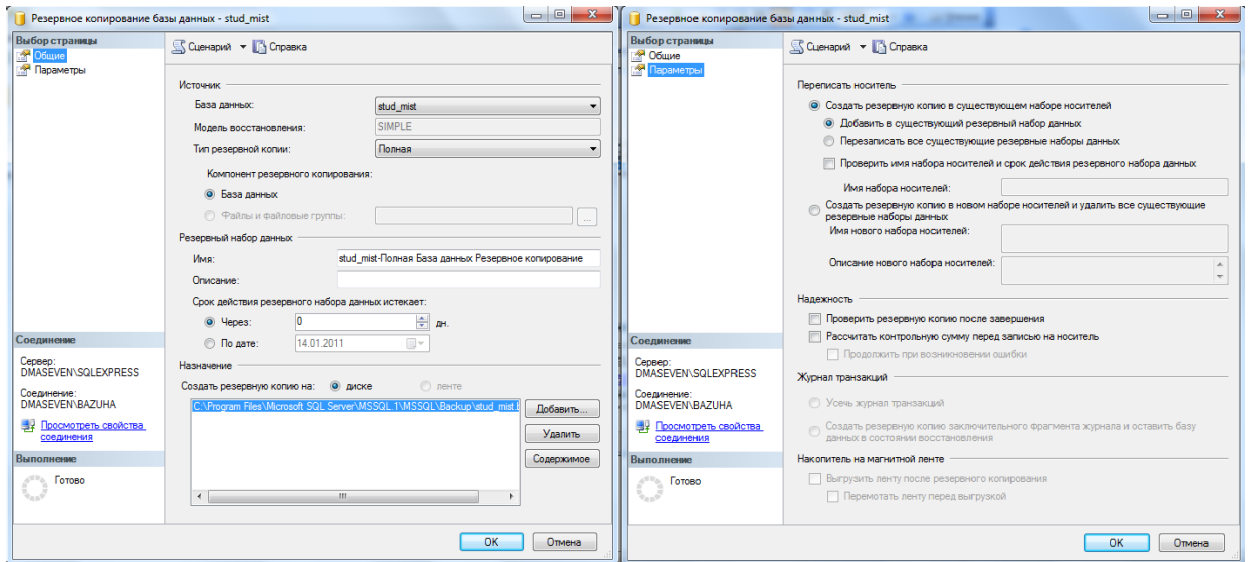 Резервное копирование базы данных - stud_mist
Выбор страницы
Общие
Параметры
Сценарий
Справка
Источник
База данных:
stud_mist
Модель восстановления:
SIMPLE
Тип резервной копии:
Полная
Компонент резервного копирования:
База данных
Файлы и файловые группы:
...
Резервный набор данных
Имя:
stud_mist-Полная База данных Резервное копирование
Описание:
Срок действия резервного набора данных истекает:
Через:
0
дн.
По дате:
14.01.2011
Назначение
Создать резервную копию на:
диске
ленте
C:\Program Files\Microsoft SQL Server\MSSQL.1\MSSQL\Backup\stud_mist.
Добавить...
Удалить
Содержимое
Соединение
Сервер:
DMASEVEN\SQLEXPRESS
Соединение:
DMASEVEN\BAZUHA
Просмотреть свойства
соединения
Выполнение
Готово
OK
Отмена
Резервное копирование базы данных - stud_mist
Выбор страницы
Общие
Параметры
Сценарий
Справка
Переписать носитель
Создать резервную копию в существующем наборе носителей
Добавить в существующий резервный набор данных
Перезаписать все существующие резервные наборы данных
Проверить имя набора носителей и срок действия резервного набора данных
Имя набора носителей:
Создать резервную копию в новом наборе носителей и удалить все существующие
резервные наборы данных
Имя нового набора носителей:
Описание нового набора носителей:
Надежность
Проверить резервную копию после завершения
Рассчитать контрольную сумму перед записью на носитель
Продолжить при возникновении ошибки
Журнал транзакций
Усечь журнал транзакций
Создать резервную копию заключительного фрагмента журнала и оставить базу
данных в состоянии восстановления
Накопитель на магнитной ленте
Выгрузить ленту после резервного копирования
Перемотать ленту перед выгрузкой
Соединение
Сервер:
DMASEVEN\SQLEXPRESS
Соединение:
DMASEVEN\BAZUHA
Просмотреть свойства
соединения
Выполнение
Готово
OK
Отмена